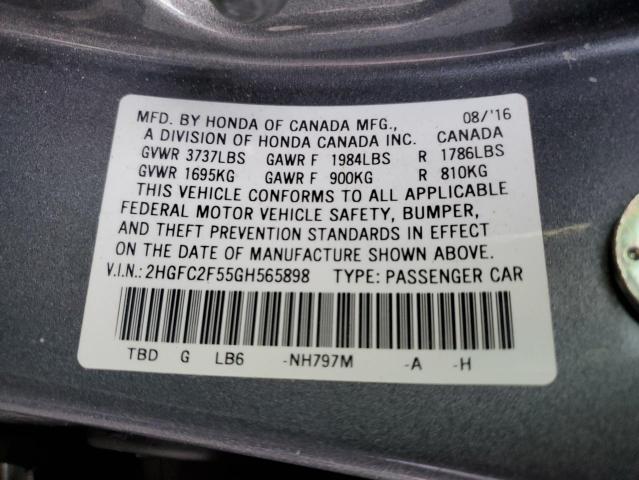 MFD. BY HONDA OF CANADA MFG., 08/'16
A DIVISION OF HONDA CANADA INC. CANADA
GVWR 3737LBS GAWR F 1984LBS R 1786LBS
GVWR 1695KG GAWR F 900KG R 810KG
THIS VEHICLE CONFORMS TO ALL APPLICABLE
FEDERAL MOTOR VEHICLE SAFETY, BUMPER,
AND THEFT PREVENTION STANDARDS IN EFFECT
ON THE DATE OF MANUFACTURE SHOWN ABOVE.
V.I.N.: 2HGFC2F55GH565898 TYPE: PASSENGER CAR
TBD G LB6 -NH797M -A -H